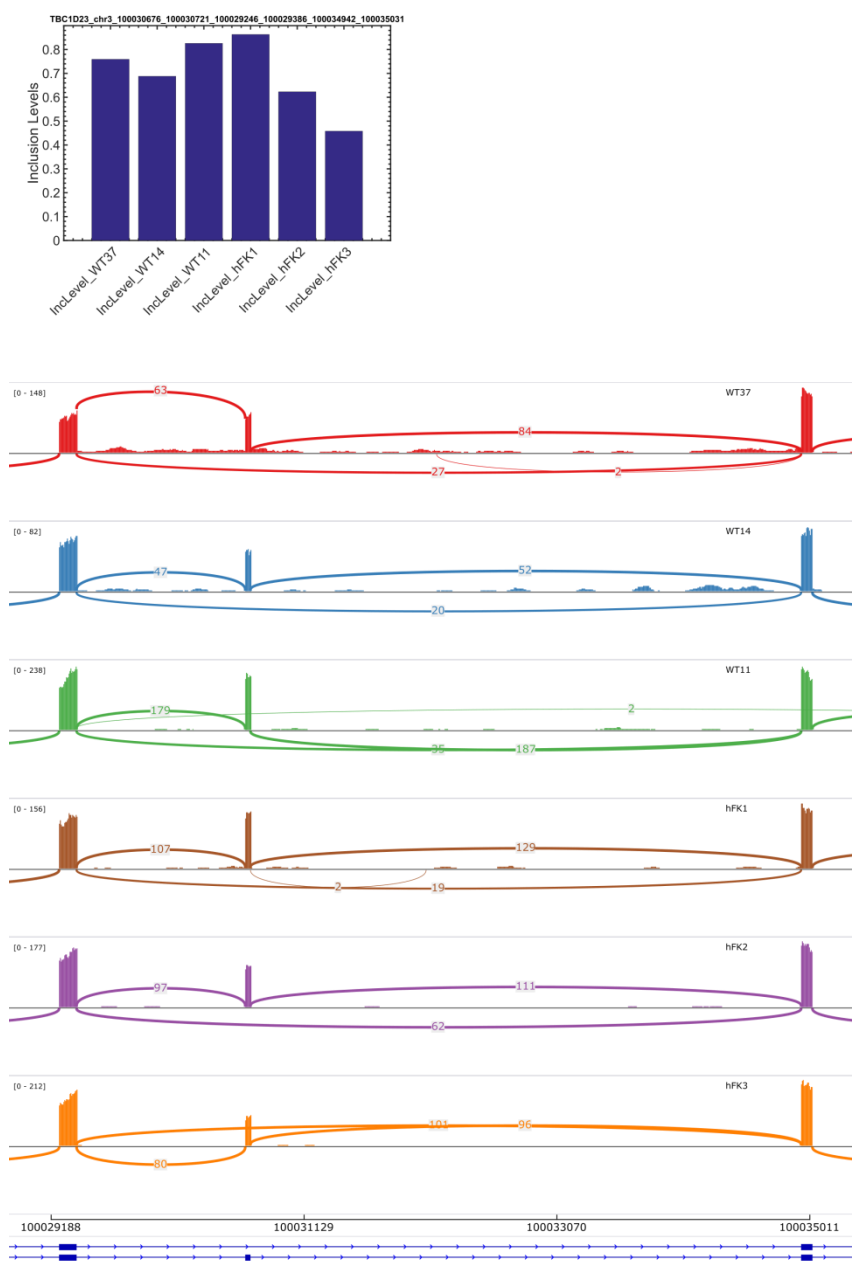 TBC1D23_chr3_100030676_100030721_100029246_100029386_100034942_100035031
Inclusion Levels
0.8
0.7
0.6
0.5
0.4
0.3
0.2
0.1
0
IncLevel_WT37
IncLevel_WT14
IncLevel_WT11
IncLevel_hFK1
IncLevel_hFK2
IncLevel_hFK3
[0 - 148]
WT37
63
84
27
2
[0 - 82]
WT14
47
52
20
[0 - 238]
WT11
179
2
35
187
[0 - 156]
hFK1
107
129
2
19
[0 - 177]
hFK2
97
111
62
[0 - 212]
hFK3
101
96
80
100029188
100031129
100033070
100035011